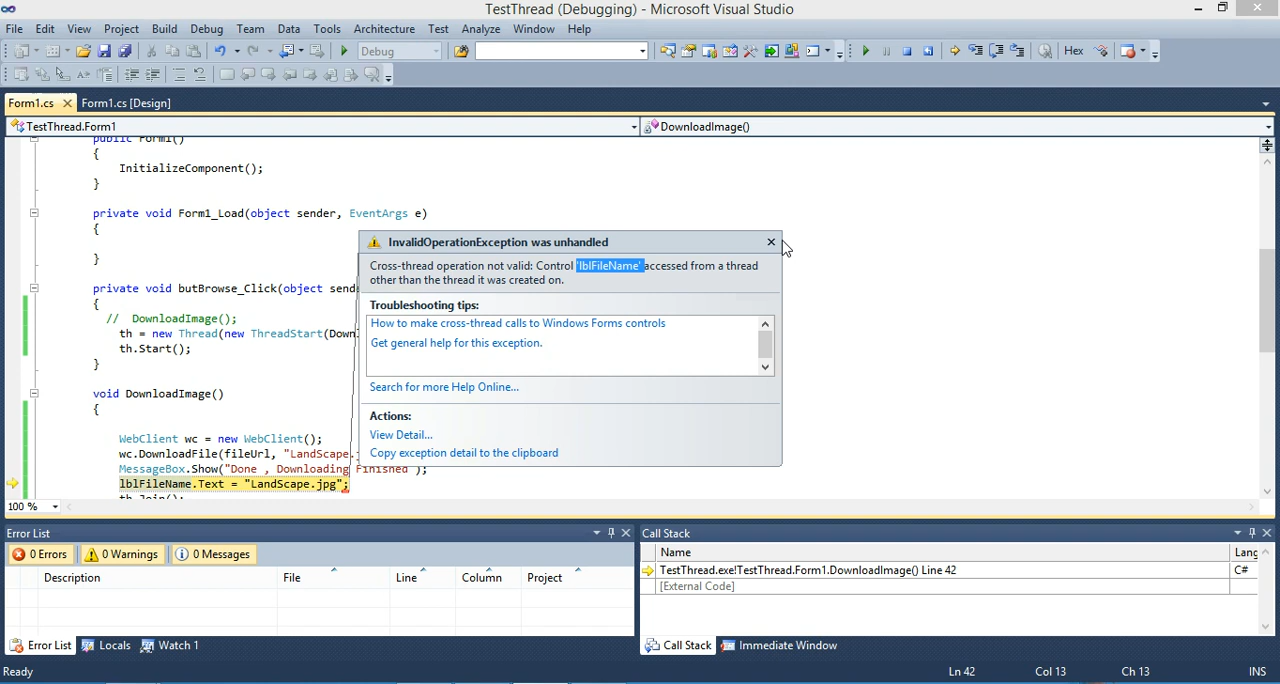 TestThread (Debugging) - Microsoft Visual Studio
File Edit View Project Build Debug Team Data Tools Architecture Test Analyze Window Help
Debug Hex
Form1.cs Form1.cs [Design]
TestThread.Form1 DownloadImage()
public Form1()
{
InitializeComponent();
}
private void Form1_Load(object sender, EventArgs e)
{
}
private void butBrowse_Click(object sende
{
// DownloadImage();
th = new Thread(new ThreadStart(Down
th.Start();
}
void DownloadImage()
{
WebClient wc = new WebClient();
wc.DownloadFile(fileUrl, "LandScape.j
MessageBox.Show("Done , Downloading Finished");
lblFileName.Text = "LandScape.jpg";
th.Join();
InvalidOperationException was unhandled
Cross-thread operation not valid: Control 'lblFileName' accessed from a thread
other than the thread it was created on.
Troubleshooting tips:
How to make cross-thread calls to Windows Forms controls
Get general help for this exception.
Search for more Help Online...
Actions:
View Detail...
Copy exception detail to the clipboard
100 %
Error List
0 Errors 0 Warnings 0 Messages
Description File Line Column Project
Error List Locals Watch 1
Call Stack
Name Lang
TestThread.exe!TestThread.Form1.DownloadImage() Line 42 C#
[External Code]
Call Stack Immediate Window
Ready Ln 42 Col 13 Ch 13 INS